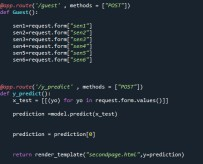 @app.route('/guest' , methods = ["POST"])
def Guest():
sen1=request.form["sen1"]
sen2=request.form["sen2"]
sen3=request.form["sen3"]
sen4=request.form["sen4"]
sen5=request.form["sen5"]
sen6=request.form["sen6"]
@app.route('/y_predict' , methods = ["POST"])
def y_predict():
x_test = [[(yo) for yo in request.form.values()]]
prediction =model.predict(x_test)
prediction = prediction[0]
return render_template("secondpage.html",y=prediction)